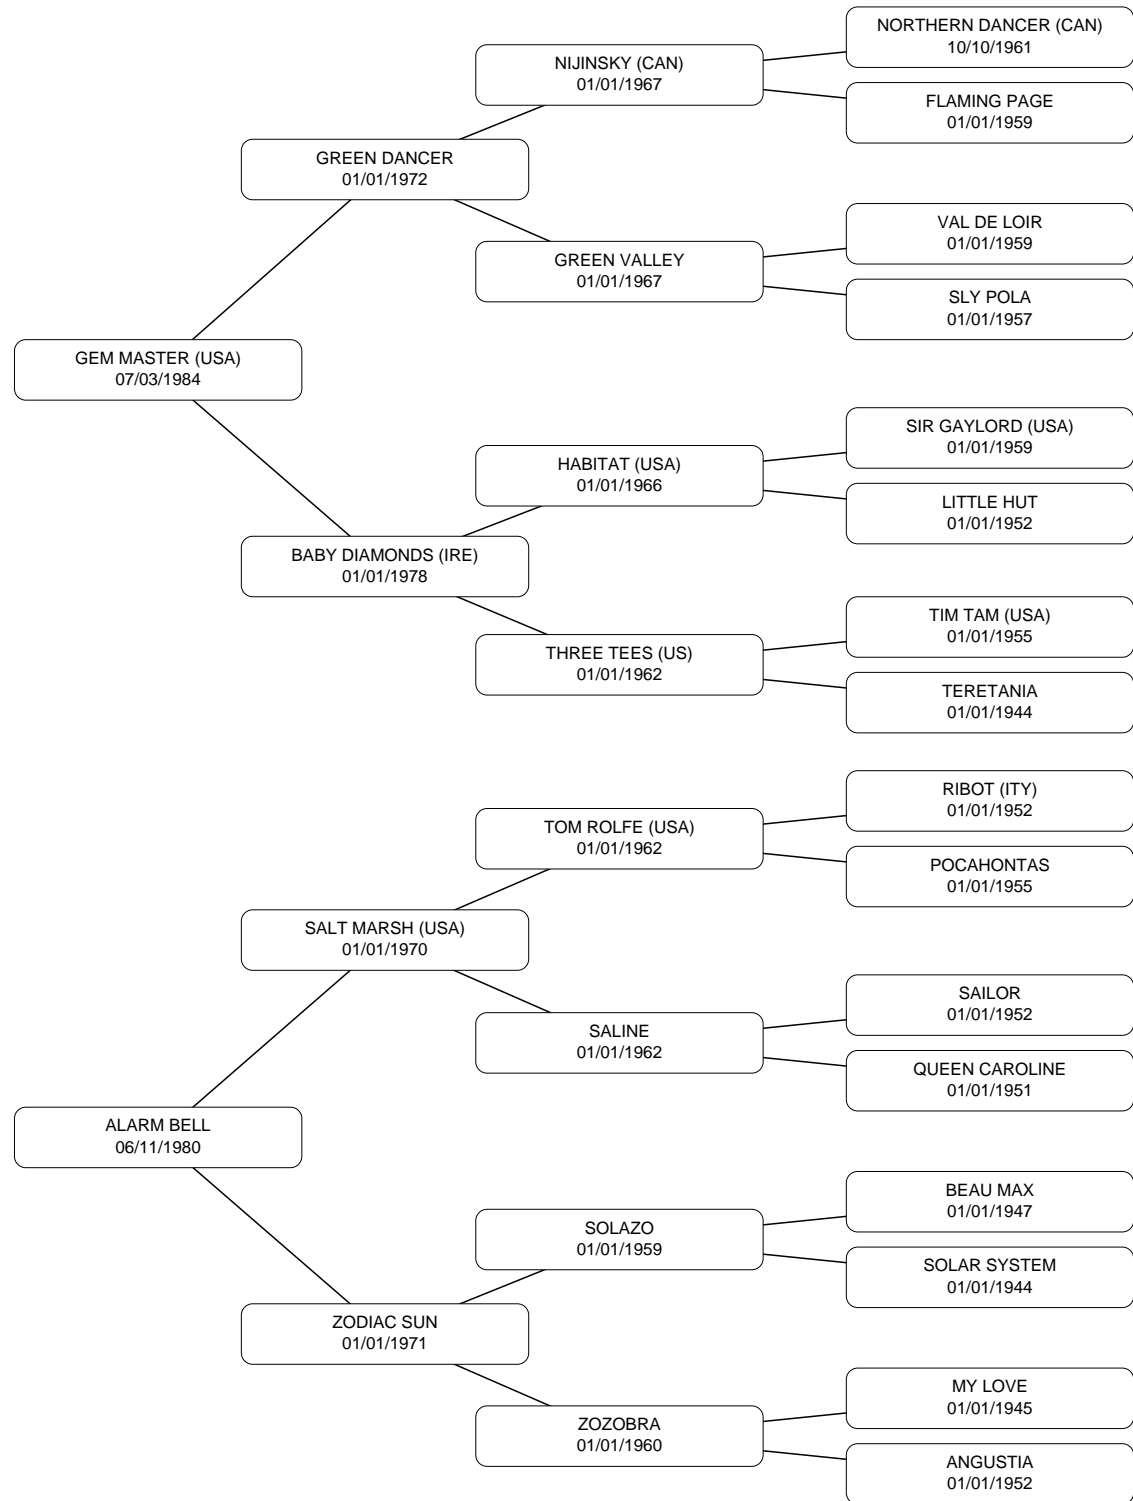 NORTHERN DANCER (CAN)
10/10/1961
NIJINSKY (CAN)
01/01/1967
FLAMING PAGE
01/01/1959
GREEN DANCER
01/01/1972
VAL DE LOIR
01/01/1959
GREEN VALLEY
01/01/1967
SLY POLA
01/01/1957
GEM MASTER (USA)
07/03/1984
SIR GAYLORD (USA)
01/01/1959
HABITAT (USA)
01/01/1966
LITTLE HUT
01/01/1952
BABY DIAMONDS (IRE)
01/01/1978
TIM TAM (USA)
01/01/1955
THREE TEES (US)
01/01/1962
TERETANIA
01/01/1944
RIBOT (ITY)
01/01/1952
TOM ROLFE (USA)
01/01/1962
POCAHONTAS
01/01/1955
SALT MARSH (USA)
01/01/1970
SAILOR
01/01/1952
SALINE
01/01/1962
QUEEN CAROLINE
01/01/1951
ALARM BELL
06/11/1980
BEAU MAX
01/01/1947
SOLAZO
01/01/1959
SOLAR SYSTEM
01/01/1944
ZODIAC SUN
01/01/1971
MY LOVE
01/01/1945
ZOZOBRA
01/01/1960
ANGUSTIA
01/01/1952